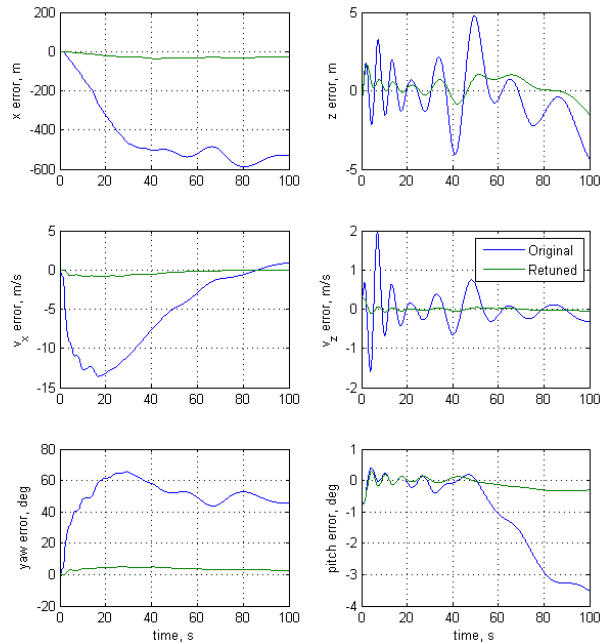 200
0
-200
-400
-600
x error, m
0 20 40 60 80 100
5
0
-5
z error, m
0 20 40 60 80 100
5
0
-5
-10
-15
vx error, m/s
0 20 40 60 80 100
2
1
0
-1
-2
vz error, m/s
Original
Retuned
0 20 40 60 80 100
80
60
40
20
0
-20
yaw error, deg
0 20 40 60 80 100
time, s
1
0
-1
-2
-3
-4
pitch error, deg
0 20 40 60 80 100
time, s